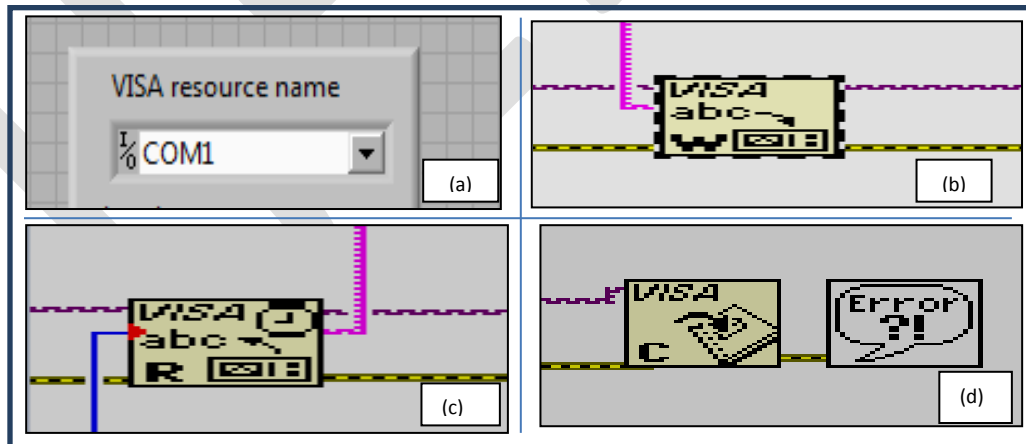 VISA resource name
I/O COM1
(a)
VISA
abc
W
(b)
VISA
abc
R
(c)
VISA
C
Error
?!
(d)